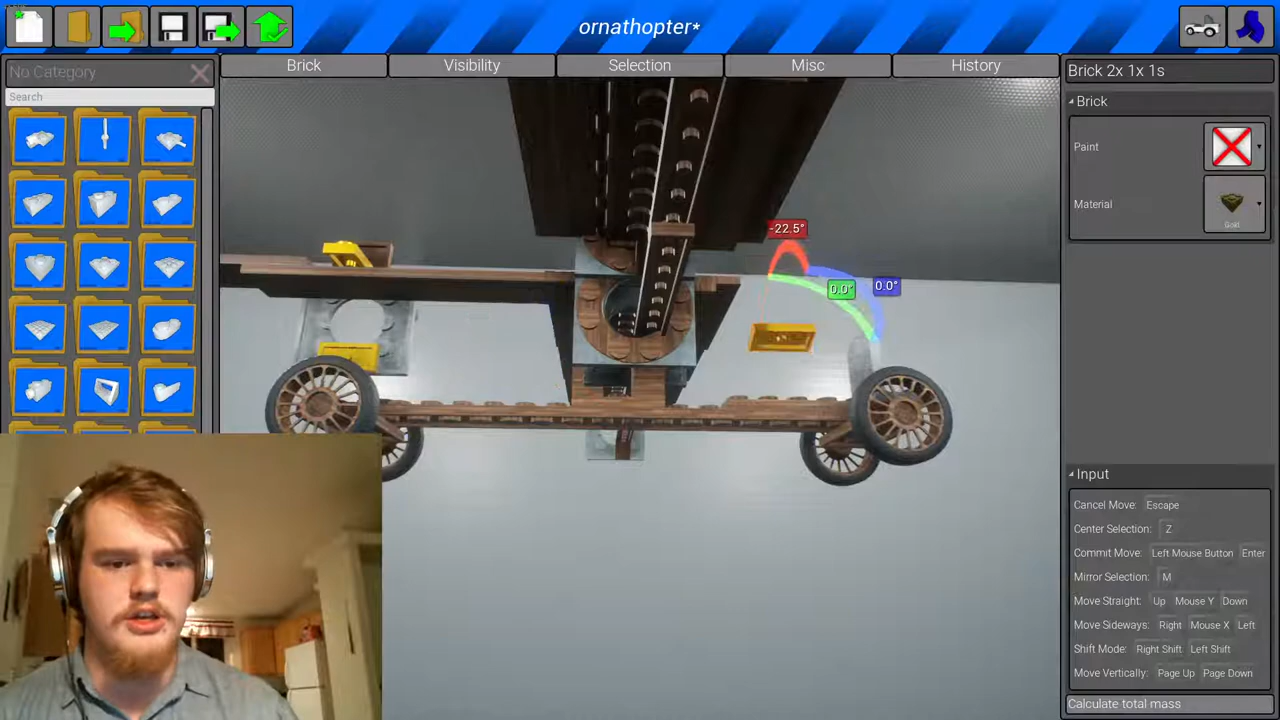 ornathopter*
No Category
Search
Brick
Visibility
Selection
Misc
History
-22.5°
0.0°
0.0°
Brick 2x 1x 1s
Brick
Paint
Material
Gold
Input
Cancel Move: Escape
Center Selection: Z
Commit Move: Left Mouse Button Enter
Mirror Selection: M
Move Straight: Up Mouse Y Down
Move Sideways: Right Mouse X Left
Shift Mode: Right Shift Left Shift
Move Vertically: Page Up Page Down
Calculate total mass